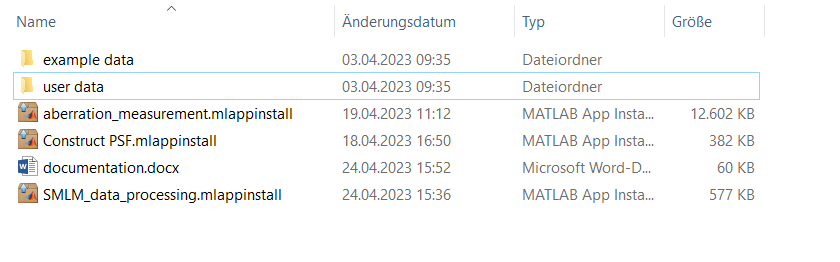 Name Änderungsdatum Typ Größe
example data 03.04.2023 09:35 Dateiordner
user data 03.04.2023 09:35 Dateiordner
aberration_measurement.mlappinstall 19.04.2023 11:12 MATLAB App Insta... 12.602 KB
Construct PSF.mlappinstall 18.04.2023 16:50 MATLAB App Insta... 382 KB
documentation.docx 24.04.2023 15:52 Microsoft Word-D... 60 KB
SMLM_data_processing.mlappinstall 24.04.2023 15:36 MATLAB App Insta... 577 KB